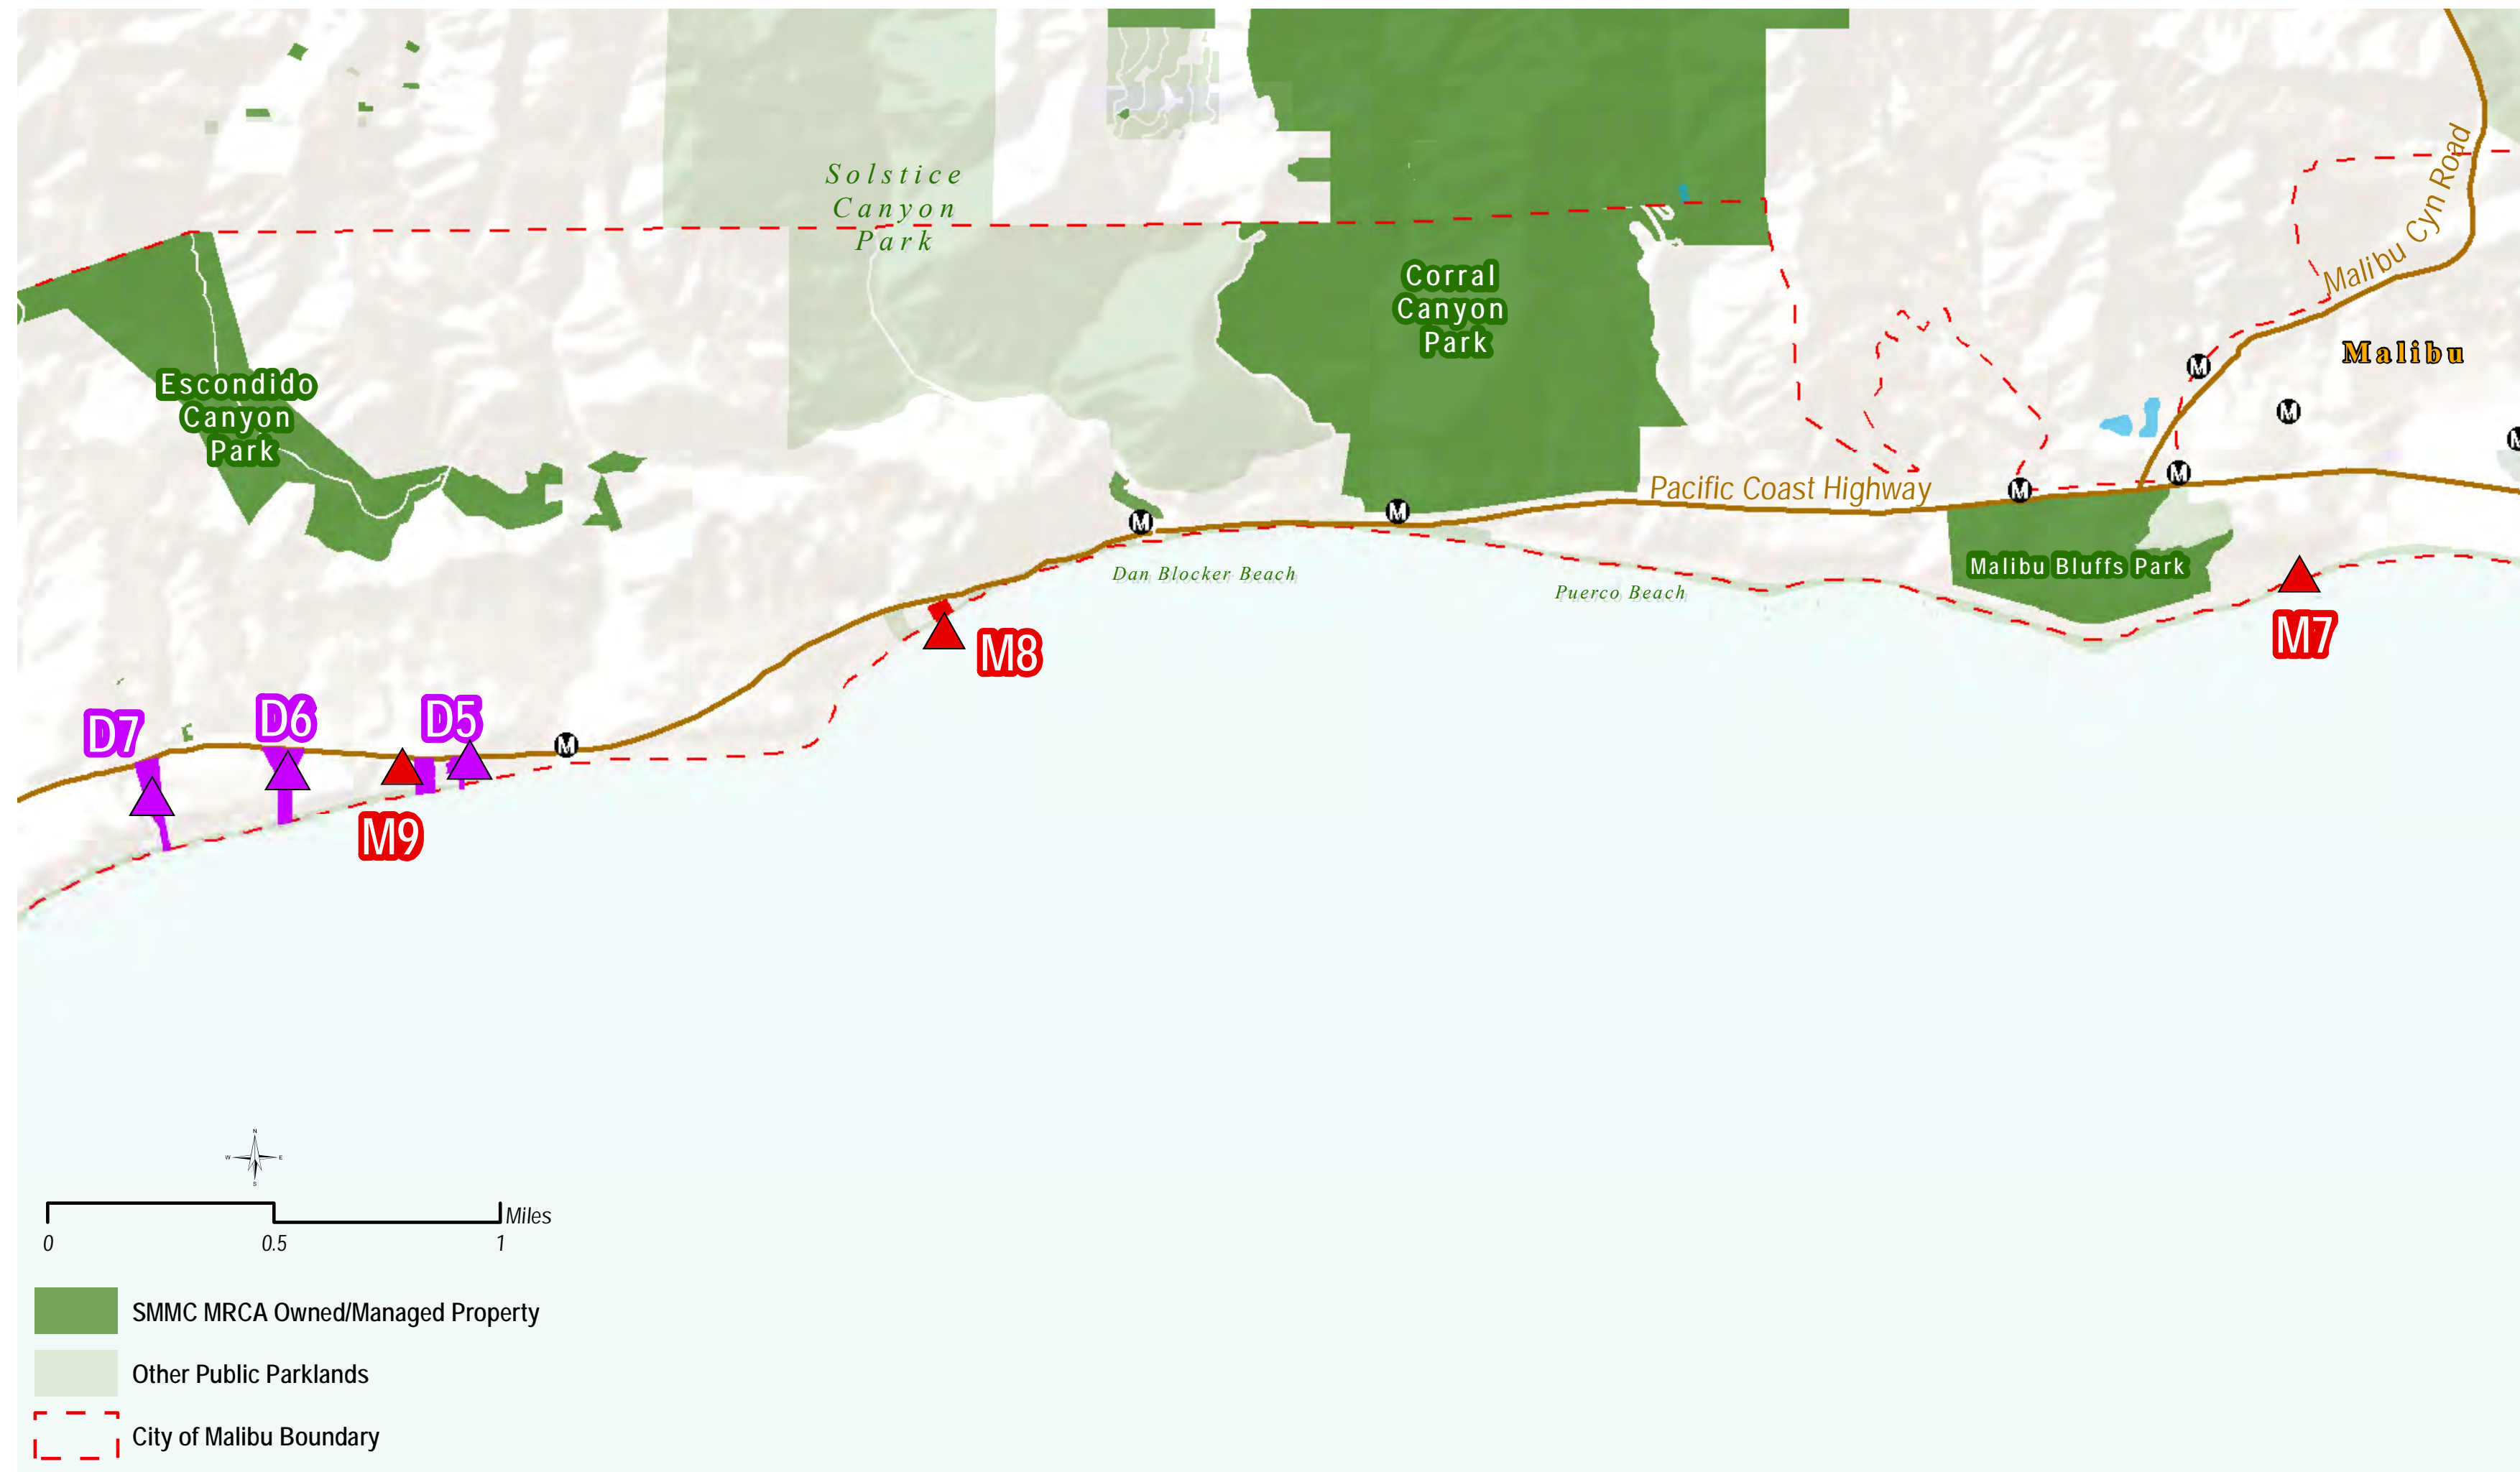 Solstice
Canyon
Park
Malibu Cyn Road
Corral
Canyon
Park
Malibu
Escondido
Canyon
Park
M
M
M
M
Pacific Coast Highway
M
M
M
Malibu Bluffs Park
Dan Blocker Beach
Puerco Beach
M7
M8
D7
D6
D5
M
M9
N
W
E
S
Miles
0
0.5
1
SMMC MRCA Owned/Managed Property
Other Public Parklands
City of Malibu Boundary